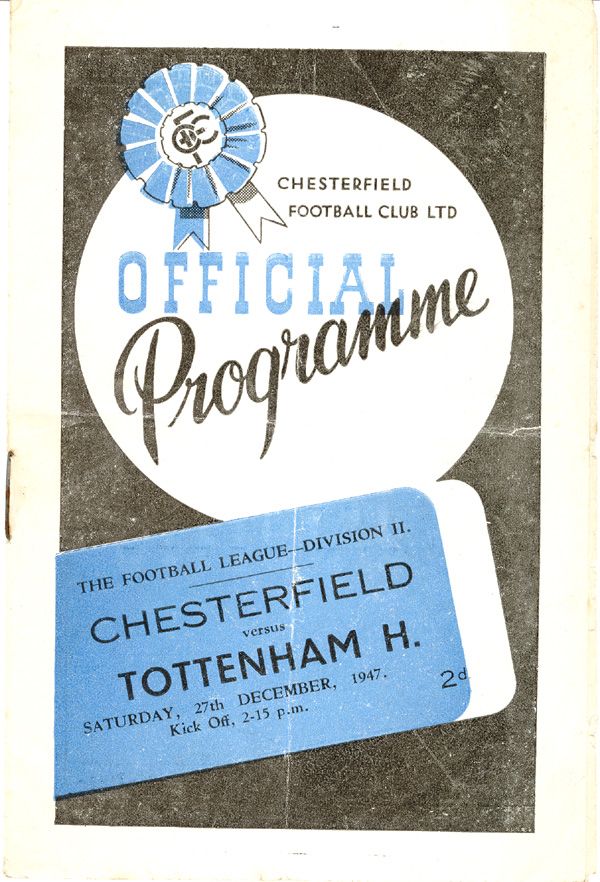 CHESTERFIELD
FOOTBALL CLUB LTD
OFFICIAL
Programme
THE FOOTBALL LEAGUE—DIVISION II.
CHESTERFIELD
versus
TOTTENHAM H.
SATURDAY, 27th DECEMBER, 1947.
Kick Off, 2-15 p.m.
2d